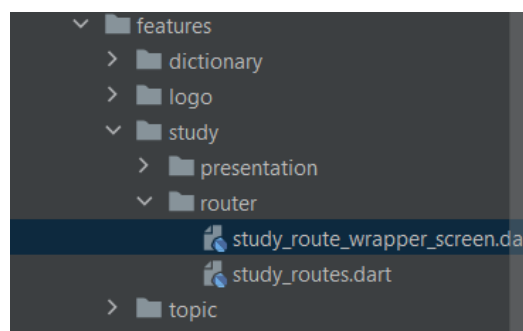 features
dictionary
logo
study
presentation
router
study_route_wrapper_screen.da
study_routes.dart
topic